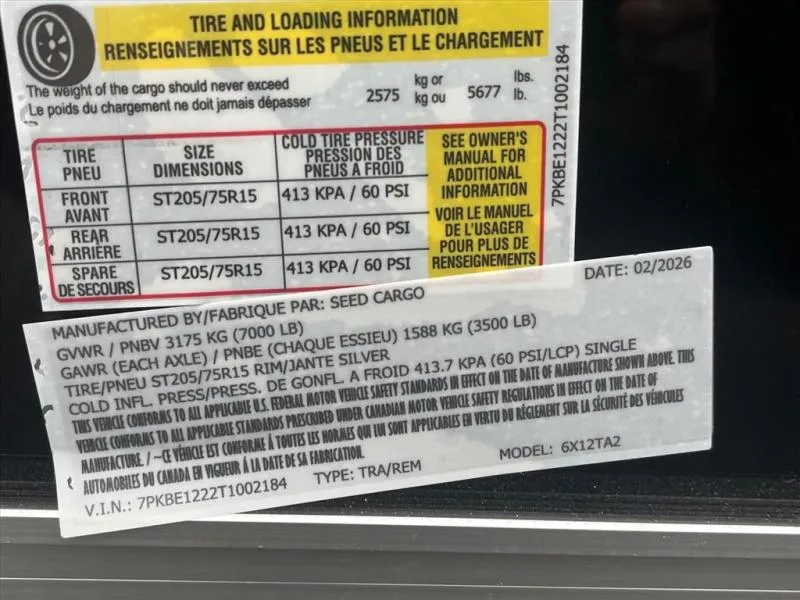 TIRE AND LOADING INFORMATION
RENSEIGNEMENTS SUR LES PNEUS ET LE CHARGEMENT
The weight of the cargo should never exceed 2575 kg or 5677 lbs.
Le poids du chargement ne doit jamais dépasser kg ou lb.
TIRE PNEU SIZE DIMENSIONS COLD TIRE PRESSURE PRESSION DES PNEUS A FROID
FRONT AVANT ST205/75R15 413 KPA / 60 PSI
REAR ARRIÈRE ST205/75R15 413 KPA / 60 PSI
SPARE DE SECOURS ST205/75R15 413 KPA / 60 PSI
SEE OWNER'S
MANUAL FOR
ADDITIONAL
INFORMATION
VOIR LE MANUEL
DE L'USAGER
POUR PLUS DE
RENSEIGNEMENTS
7PKBE1222T1002184
MANUFACTURED BY/FABRIQUE PAR: SEED CARGO DATE: 02/2026
GVWR / PNBV 3175 KG (7000 LB)
GAWR (EACH AXLE) / PNBE (CHAQUE ESSIEU) 1588 KG (3500 LB)
TIRE/PNEU ST205/75R15 RIM/JANTE SILVER
COLD INFL. PRESS/PRESS. DE GONFL. A FROID 413.7 KPA (60 PSI/LCP) SINGLE
THIS VEHICLE CONFORMS TO ALL APPLICABLE U.S. FEDERAL MOTOR VEHICLE SAFETY STANDARDS IN EFFECT ON THE DATE OF MANUFACTURE SHOWN ABOVE. THIS
VEHICLE CONFORMS TO ALL APPLICABLE STANDARDS PRESCRIBED UNDER CANADIAN MOTOR VEHICLE SAFETY REGULATIONS IN EFFECT ON THE DATE OF
MANUFACTURE. / ~CE VÉHICLE EST CONFORME Á TOUTES LES NORMES QUI LUI SONT APPLICABLES EN VERTU DU RÉGLEMENT SUR LA SÉCURITÉ DES VÉHICULES
AUTOMOBILES DU CANADA EN VIGUEUR Á LA DATE DE SA FABRICATION.
V.I.N.: 7PKBE1222T1002184 TYPE: TRA/REM MODEL: 6X12TA2